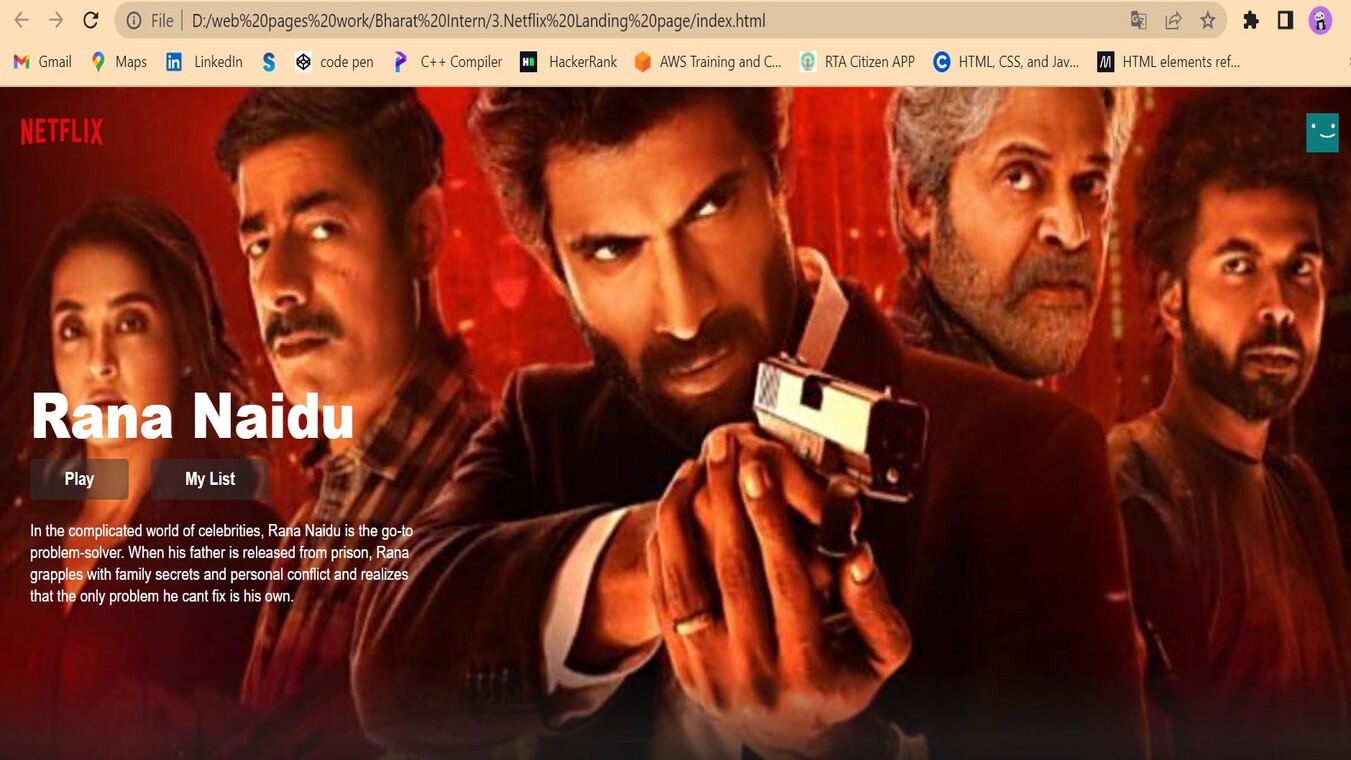 File
D:/web%20pages%20work/Bharat%20Intern/3.Netflix%20Landing%20page/index.html
Gmail Maps LinkedIn code pen C++ Compiler HackerRank AWS Training and C... RTA Citizen APP HTML, CSS, and Jav... HTML elements ref...
NETFLIX
Rana Naidu
Play My List
In the complicated world of celebrities, Rana Naidu is the go-to
problem-solver. When his father is released from prison, Rana
grapples with family secrets and personal conflict and realizes
that the only problem he cant fix is his own.